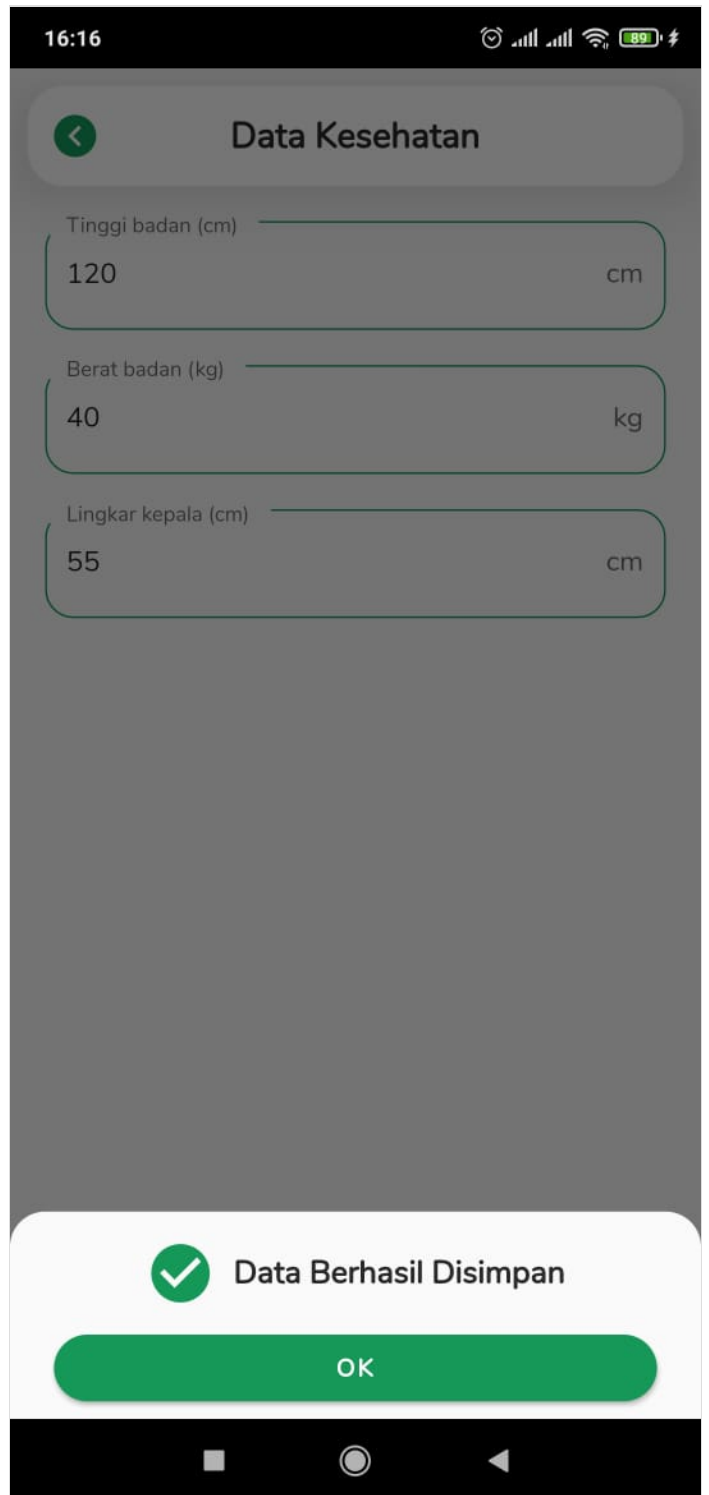 16:16
89
Data Kesehatan
Tinggi badan (cm)
120 cm
Berat badan (kg)
40 kg
Lingkar kepala (cm)
55 cm
Data Berhasil Disimpan
OK